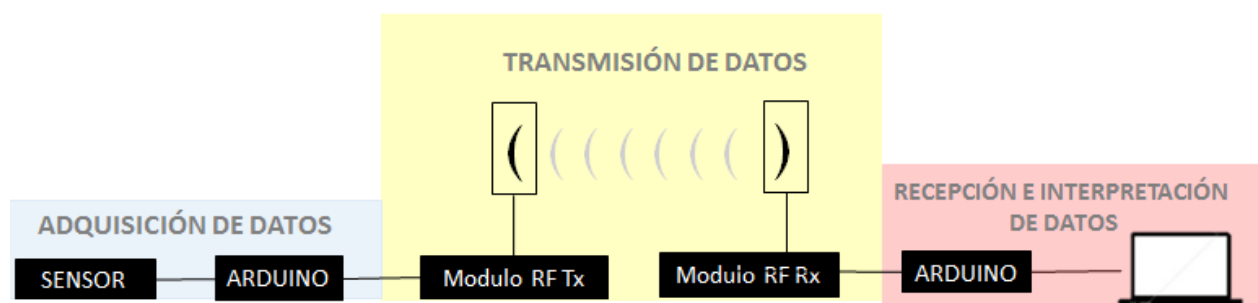 TRANSMISIÓN DE DATOS
ADQUISICIÓN DE DATOS
RECEPCIÓN E INTERPRETACIÓN
DE DATOS
SENSOR
ARDUINO
Modulo RF Tx
Modulo RF Rx
ARDUINO